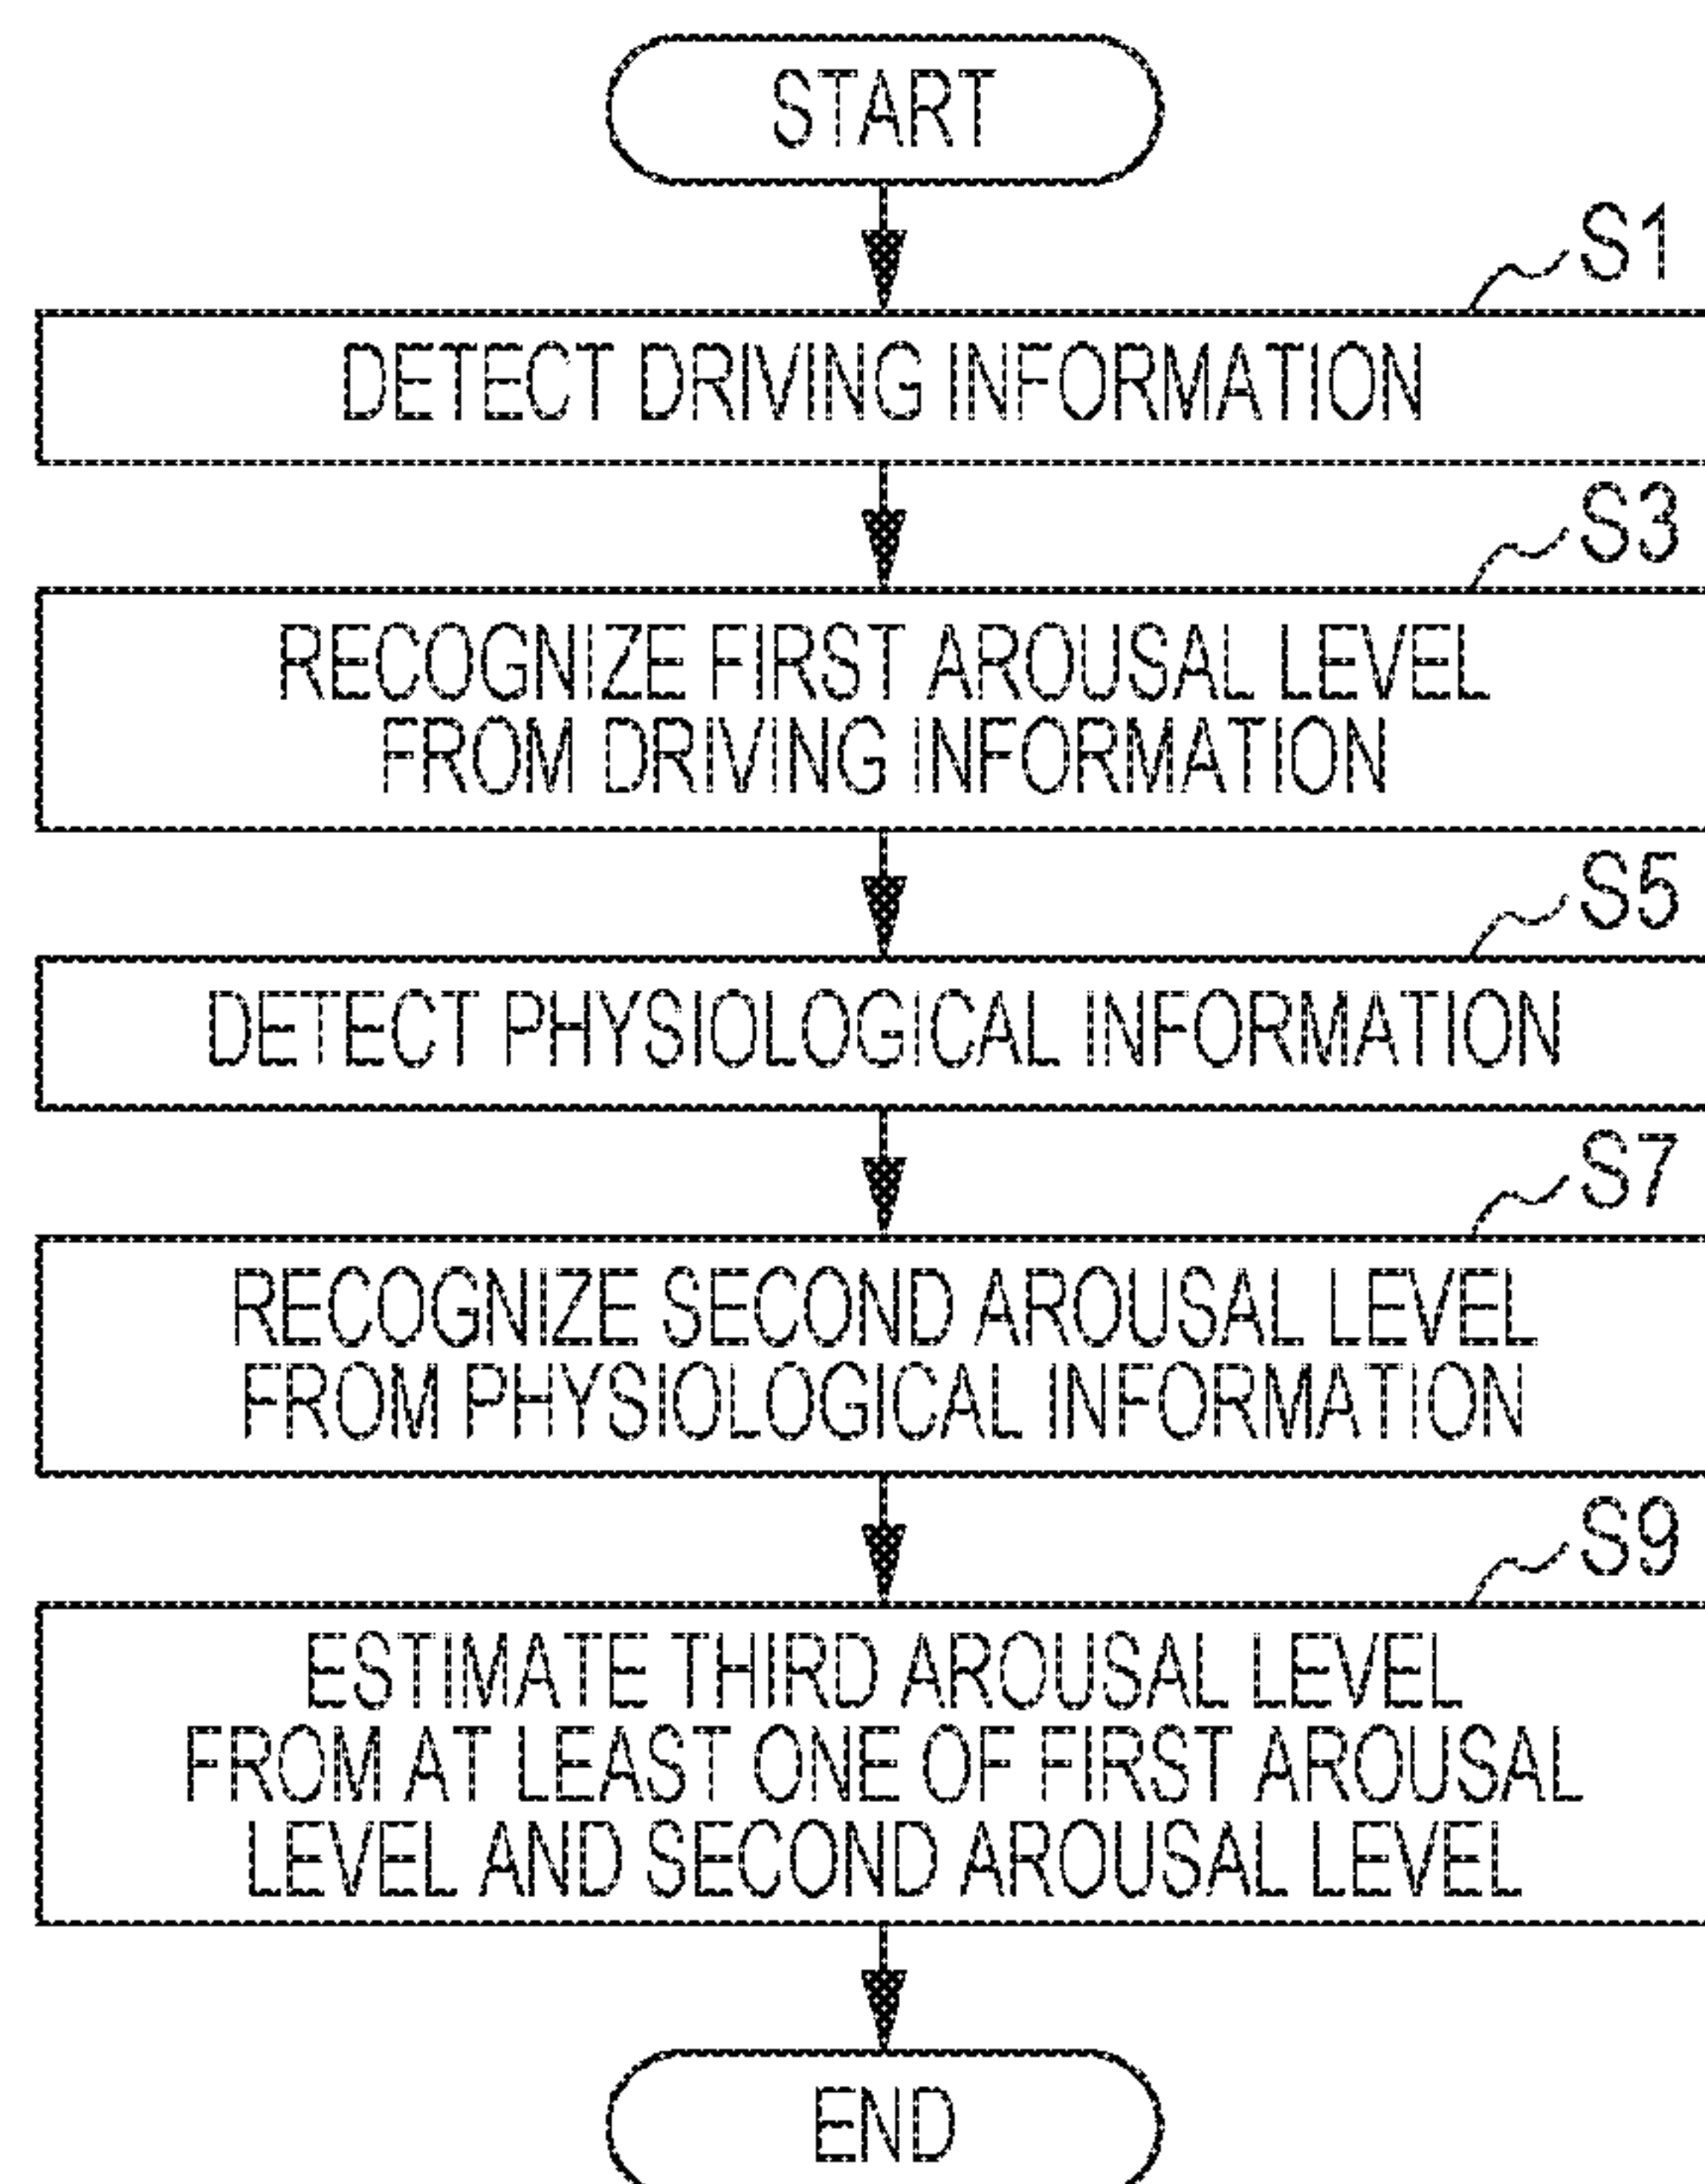 START
S1
DETECT DRIVING INFORMATION
S3
RECOGNIZE FIRST AROUSAL LEVEL
FROM DRIVING INFORMATION
S5
DETECT PHYSIOLOGICAL INFORMATION
S7
RECOGNIZE SECOND AROUSAL LEVEL
FROM PHYSIOLOGICAL INFORMATION
S9
ESTIMATE THIRD AROUSAL LEVEL
FROM AT LEAST ONE OF FIRST AROUSAL
LEVEL AND SECOND AROUSAL LEVEL
END